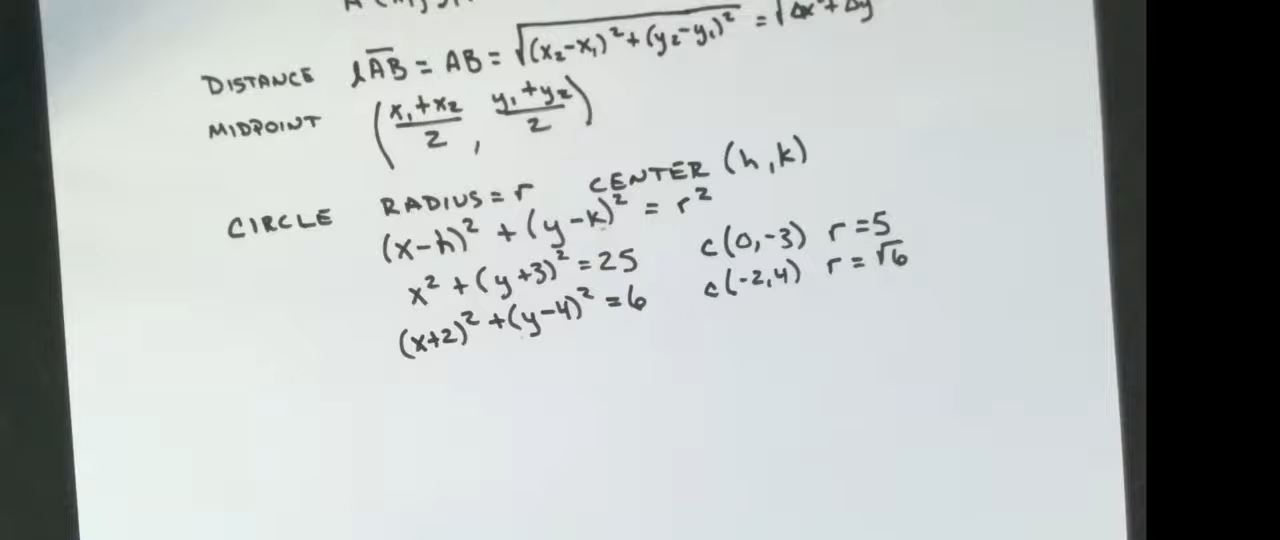 DISTANCE lAB̅ = AB = √((x₂-x₁)²+(y₂-y₁)²) = √
MIDPOINT (x₁+x₂/2, y₁+y₂/2)
CIRCLE RADIUS = r CENTER (h,k)
(x-h)² + (y-k)² = r²
x² + (y+3)² = 25 c(0,-3) r=5
(x+2)² + (y-4)² = 6 c(-2,4) r=√6